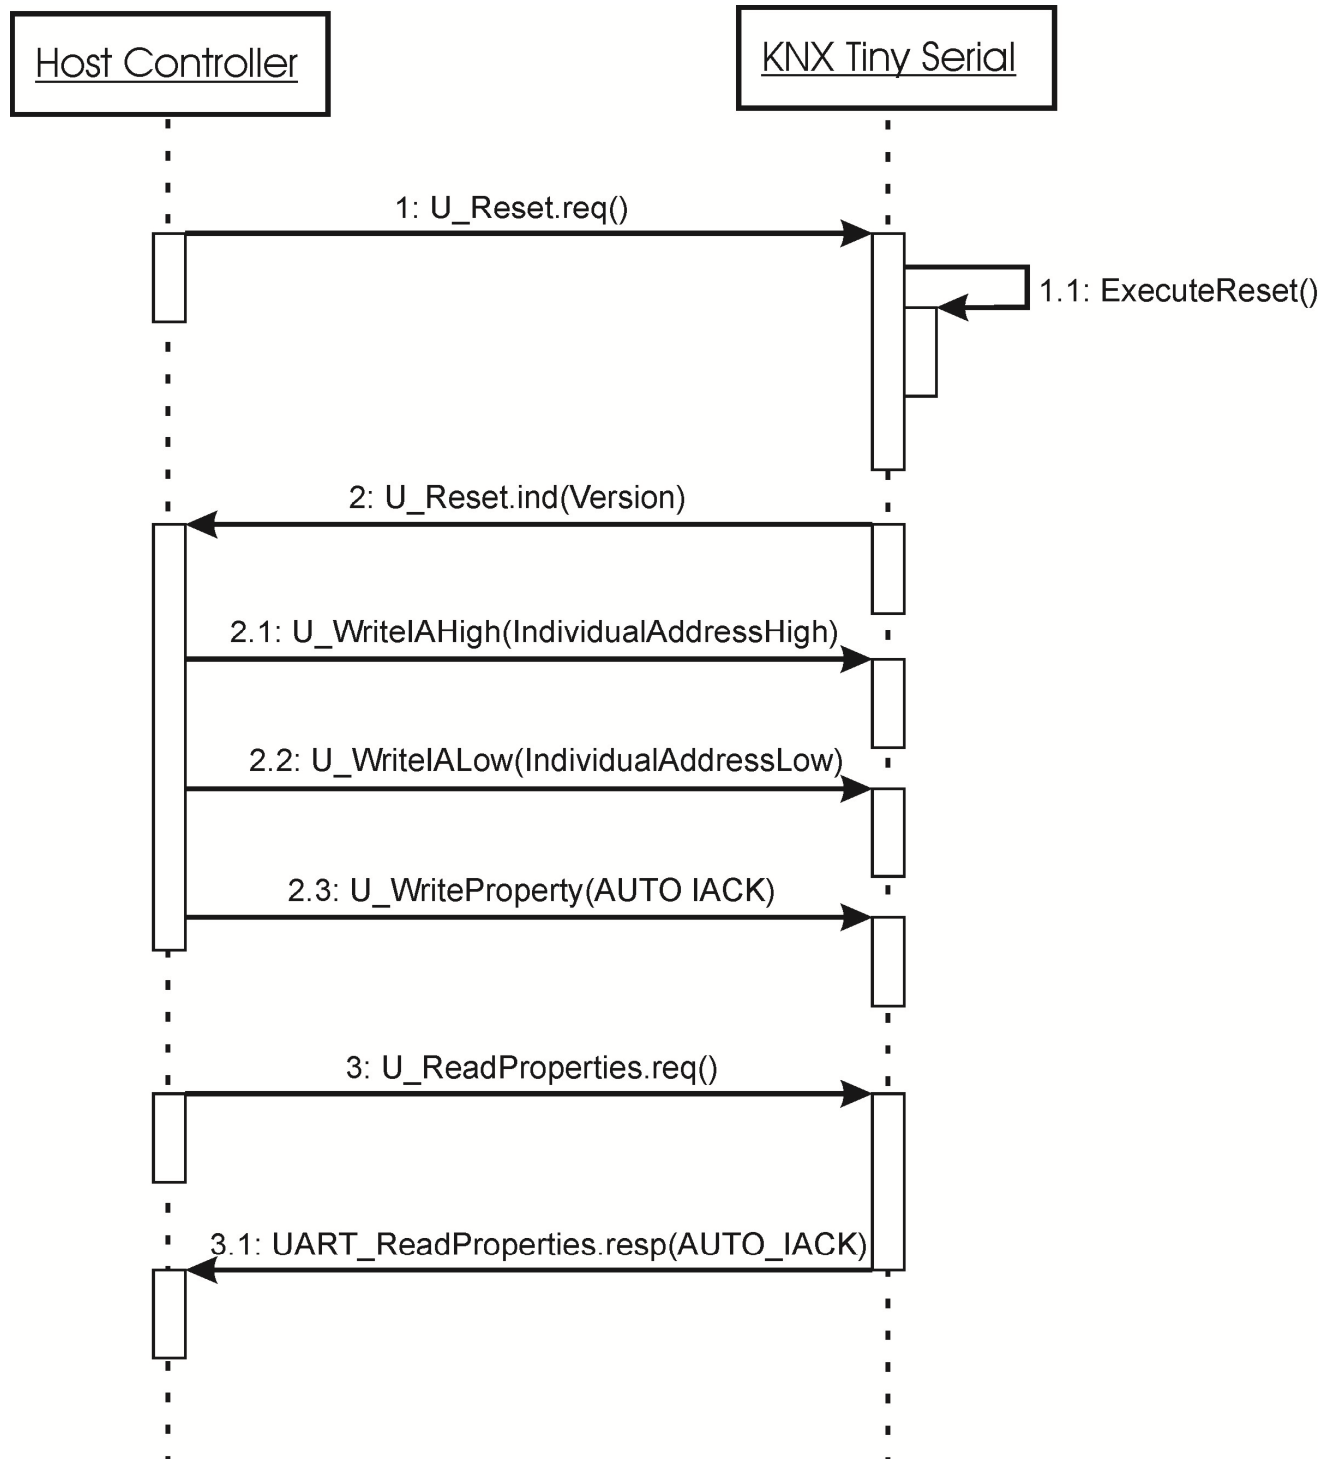 Host Controller
KNX Tiny Serial
1: U_Reset.req()
1.1: ExecuteReset()
2: U_Reset.ind(Version)
2.1: U_WriteIAHigh(IndividualAddressHigh)
2.2: U_WriteIALow(IndividualAddressLow)
2.3: U_WriteProperty(AUTO IACK)
3: U_ReadProperties.req()
3.1: UART_ReadProperties.resp(AUTO_IACK)